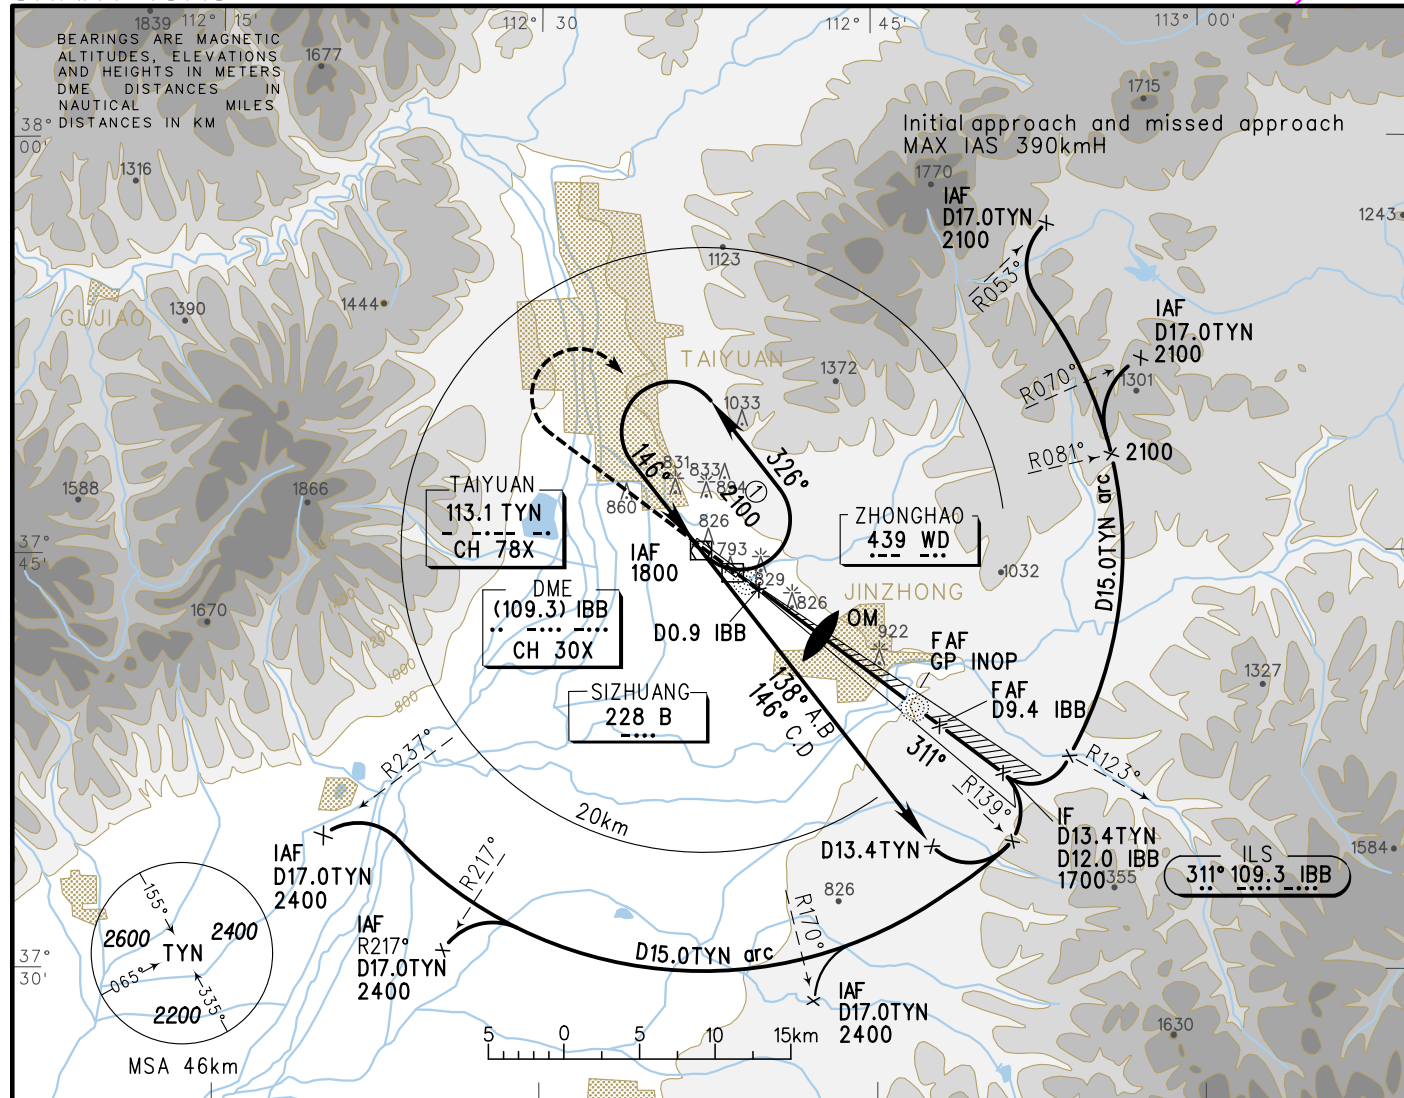 1839
112° 15'
112° 30
112° 45'
113° 00'
BEARINGS ARE MAGNETIC
ALTITUDES, ELEVATIONS
AND HEIGHTS IN METERS
DME DISTANCES IN
NAUTICAL MILES
DISTANCES IN KM
1677
1715
38°
00'
Initial approach and missed approach
MAX IAS 390kmH
1316
1770
IAF
D17.0TYN
2100
1243
1123
R053°
1444
1390
GUJIAO
IAF
D17.0TYN
2100
TAIYUAN
1372
R070°
1301
1033
R081°
2100
146°
831
833
894
326°
2100
1
860
1588
1866
TAIYUAN
113.1 TYN
CH 78X
826
793
ZHONGHAO
439 WD
37°
45'
IAF
1800
829
1032
D15.0TYN arc
DME
(109.3) IBB
CH 30X
826
JINZHONG
1670
D0.9 IBB
OM
922
FAF
GP INOP
1400
1200
1000
800
1327
FAF
D9.4 IBB
SIZHUANG
228 B
138° A.B
146° C.D
311°
R237°
R123°
R139°
20km
IF
D13.4TYN
D12.0 IBB
1700
355
D13.4TYN
1584
ILS
311° 109.3 IBB
IAF
D17.0TYN
2400
R217°
826
R170°
IAF
R217°
D17.0TYN
2400
155°
2600
TYN
2400
065°
335°
2200
MSA 46km
D15.0TYN arc
37°
30'
IAF
D17.0TYN
2400
5 0 5 10 15km
1630